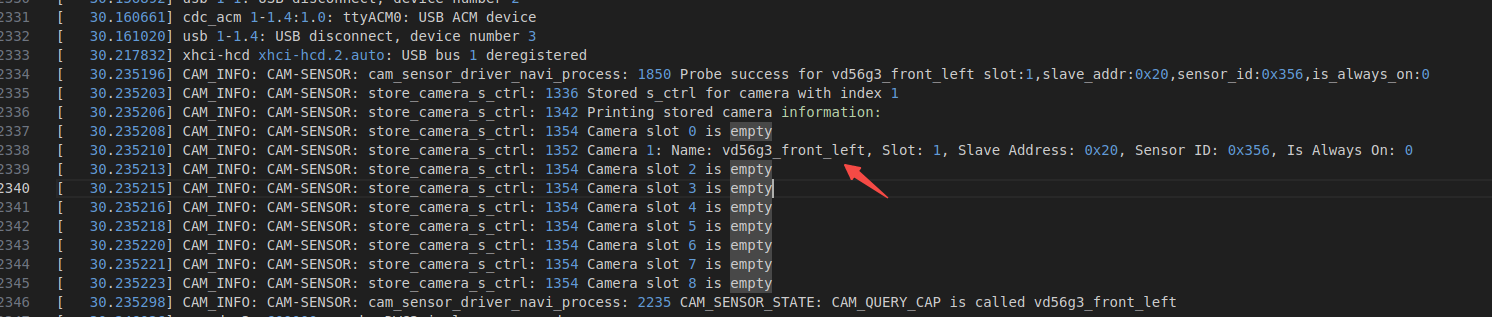 2331 [   30.160661] cdc_acm 1-1.4:1.0: ttyACM0: USB ACM device
2332 [   30.161020] usb 1-1.4: USB disconnect, device number 3
2333 [   30.217832] xhci-hcd xhci-hcd.2.auto: USB bus 1 deregistered
2334 [   30.235196] CAM_INFO: CAM-SENSOR: cam_sensor_driver_navi_process: 1850 Probe success for vd56g3_front_left slot:1,slave_addr:0x20,sensor_id:0x356,is_always_on:0
2335 [   30.235203] CAM_INFO: CAM-SENSOR: store_camera_s_ctrl: 1336 Stored s_ctrl for camera with index 1
2336 [   30.235206] CAM_INFO: CAM-SENSOR: store_camera_s_ctrl: 1342 Printing stored camera information:
2337 [   30.235208] CAM_INFO: CAM-SENSOR: store_camera_s_ctrl: 1354 Camera slot 0 is empty
2338 [   30.235210] CAM_INFO: CAM-SENSOR: store_camera_s_ctrl: 1352 Camera 1: Name: vd56g3_front_left, Slot: 1, Slave Address: 0x20, Sensor ID: 0x356, Is Always On: 0
2339 [   30.235213] CAM_INFO: CAM-SENSOR: store_camera_s_ctrl: 1354 Camera slot 2 is empty
2340 [   30.235215] CAM_INFO: CAM-SENSOR: store_camera_s_ctrl: 1354 Camera slot 3 is empty
2341 [   30.235216] CAM_INFO: CAM-SENSOR: store_camera_s_ctrl: 1354 Camera slot 4 is empty
2342 [   30.235218] CAM_INFO: CAM-SENSOR: store_camera_s_ctrl: 1354 Camera slot 5 is empty
2343 [   30.235220] CAM_INFO: CAM-SENSOR: store_camera_s_ctrl: 1354 Camera slot 6 is empty
2344 [   30.235221] CAM_INFO: CAM-SENSOR: store_camera_s_ctrl: 1354 Camera slot 7 is empty
2345 [   30.235223] CAM_INFO: CAM-SENSOR: store_camera_s_ctrl: 1354 Camera slot 8 is empty
2346 [   30.235298] CAM_INFO: CAM-SENSOR: cam_sensor_driver_navi_process: 2235 CAM_SENSOR_STATE: CAM_QUERY_CAP is called vd56g3_front_left